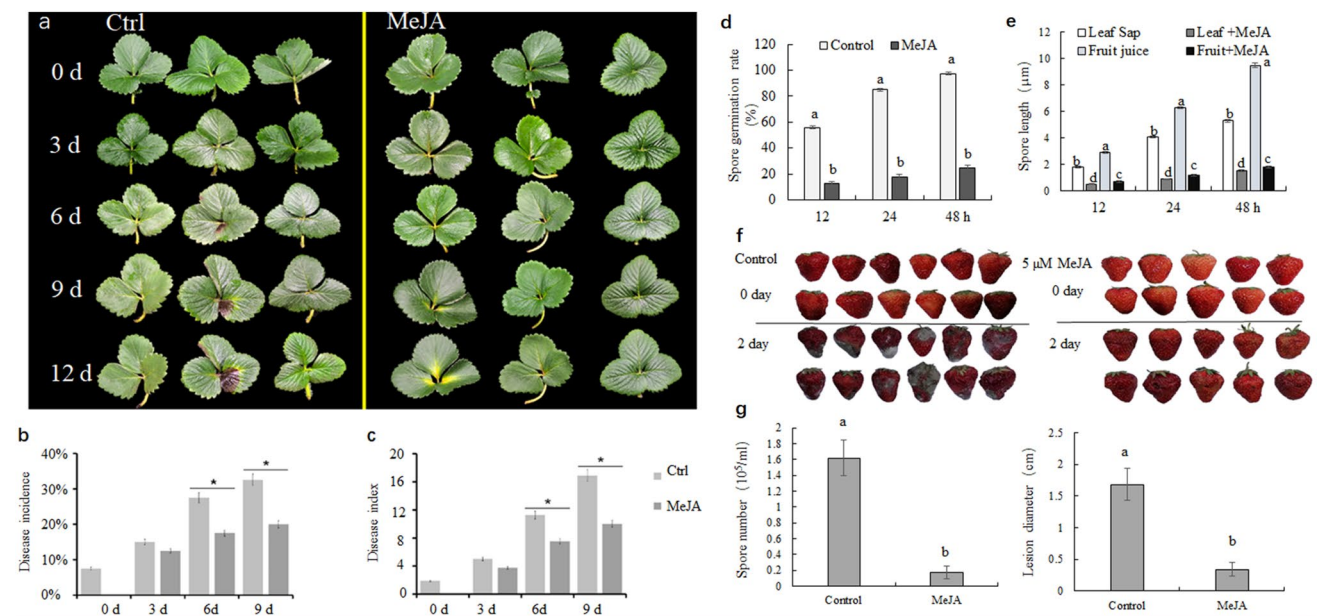 a
Ctrl
MeJA
0 d
3 d
6 d
9 d
12 d
b
Disease incidence
40%
30%
20%
10%
0%
*
*
0 d
3 d
6d
9 d
c
Disease index
20
16
12
8
4
0
*
*
0 d
3 d
6d
9 d
Ctrl
MeJA
d
Spore germination rate
(%)
120
100
80
60
40
20
0
Control
MeJA
a
b
a
b
a
b
12
24
48 h
e
Spore length (μm)
12
10
8
6
4
2
0
Leaf Sap
Leaf +MeJA
Fruit juice
Fruit+MeJA
b
d
a
c
b
d
a
c
b
d
a
c
12
24
48 h
f
Control
0 day
2 day
5 μM MeJA
0 day
2 day
g
Spore number (10⁵/ml)
2
1.8
1.6
1.4
1.2
1
0.8
0.6
0.4
0.2
0
a
b
Control
MeJA
Lesion diameter (cm)
2.5
2
1.5
1
0.5
0
a
b
Control
MeJA